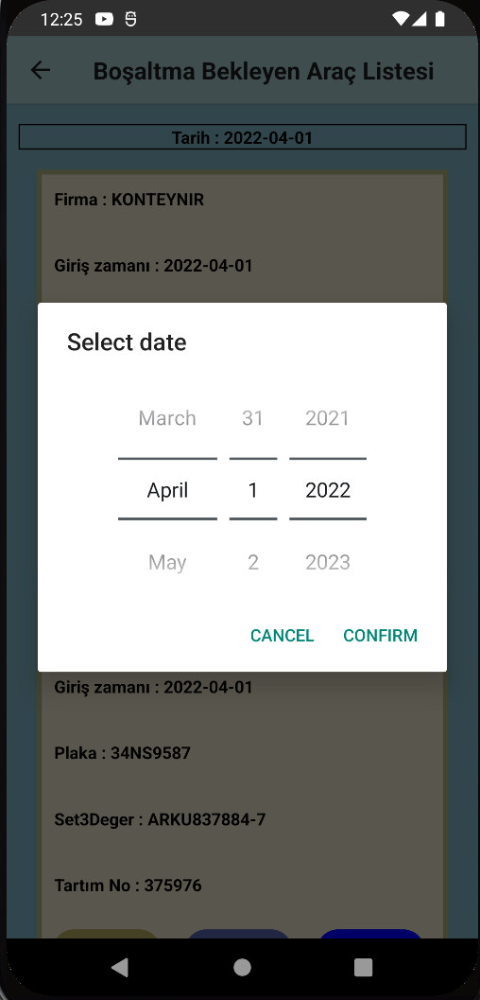 12:25
Boşaltma Bekleyen Araç Listesi
Tarih : 2022-04-01
Firma : KONTEYNIR
Giriş zamanı : 2022-04-01
Select date
March 31 2021
April 1 2022
May 2 2023
CANCEL CONFIRM
Giriş zamanı : 2022-04-01
Plaka : 34NS9587
Set3Deger : ARKU837884-7
Tartım No : 375976